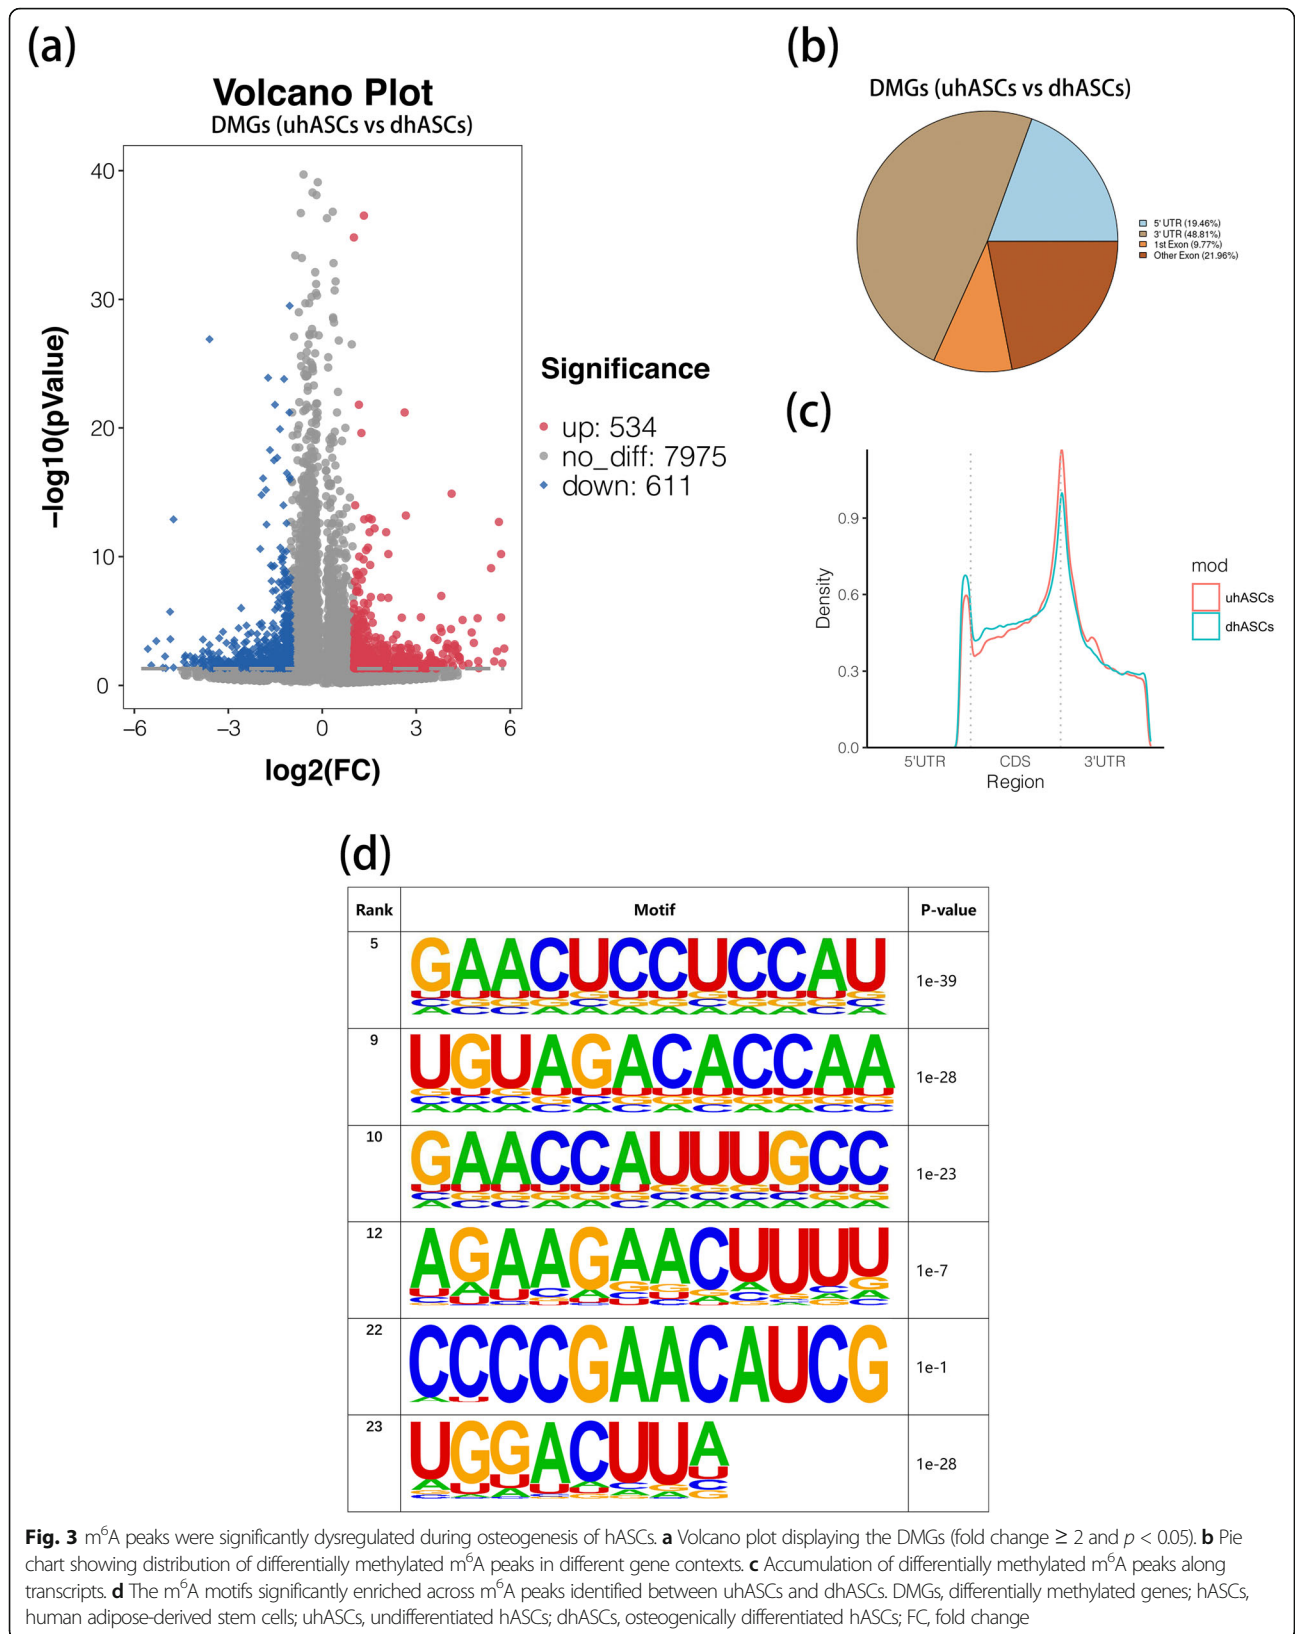 (a)
Volcano Plot
DMGs (uhASCs vs dhASCs)
40
30
20
10
0
−6
−3
0
3
6
−log10(pValue)
log2(FC)
Significance
up: 534
no_diff: 7975
down: 611
(b)
DMGs (uhASCs vs dhASCs)
5' UTR (19.46%)
3' UTR (48.81%)
1st Exon (9.77%)
Other Exon (21.96%)
(c)
0.9
0.6
0.3
0.0
Density
5'UTR
CDS
3'UTR
Region
mod
uhASCs
dhASCs
(d)
Rank Motif P-value
5 GAACUCCUCCAU 1e-39
9 UGUAGACACCAA 1e-28
10 GAACCAUUUGCC 1e-23
12 AGAAGAACUUUU 1e-7
22 CCCCGAACAUCG 1e-1
23 UGGACUUA 1e-28
Fig. 3 m⁶A peaks were significantly dysregulated during osteogenesis of hASCs. a Volcano plot displaying the DMGs (fold change ≥ 2 and p < 0.05). b Pie
chart showing distribution of differentially methylated m⁶A peaks in different gene contexts. c Accumulation of differentially methylated m⁶A peaks along
transcripts. d The m⁶A motifs significantly enriched across m⁶A peaks identified between uhASCs and dhASCs. DMGs, differentially methylated genes; hASCs,
human adipose-derived stem cells; uhASCs, undifferentiated hASCs; dhASCs, osteogenically differentiated hASCs; FC, fold change